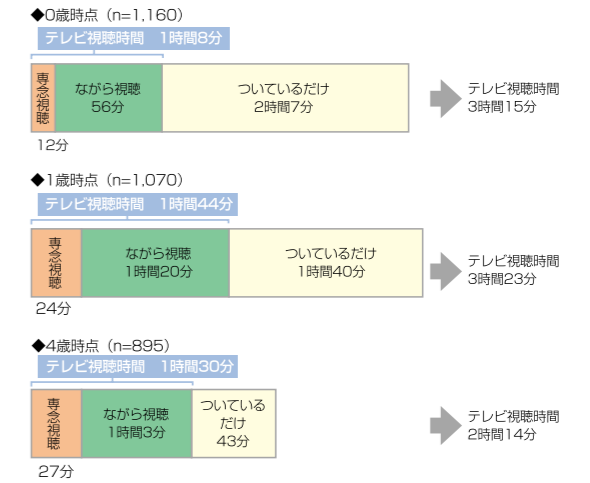 ◆0歳時点（n=1,160）
テレビ視聴時間　1時間8分
専念視聴
ながら視聴
56分
ついているだけ
2時間7分
テレビ視聴時間
3時間15分
12分
◆1歳時点（n=1,070）
テレビ視聴時間　1時間44分
専念視聴
ながら視聴
1時間20分
ついているだけ
1時間40分
テレビ視聴時間
3時間23分
24分
◆4歳時点（n=895）
テレビ視聴時間　1時間30分
専念視聴
ながら視聴
1時間3分
ついている
だけ
43分
テレビ視聴時間
2時間14分
27分